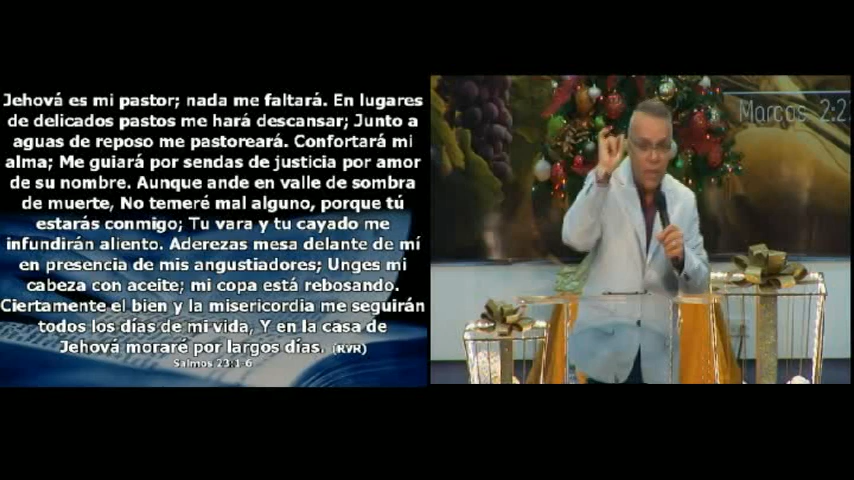 Jehová es mi pastor; nada me faltará. En lugares
de delicados pastos me hará descansar; Junto a
aguas de reposo me pastoreará. Confortará mi
alma; Me guiará por sendas de justicia por amor
de su nombre. Aunque ande en valle de sombra
de muerte, No temeré mal alguno, porque tú
estarás conmigo; Tu vara y tu cayado me
infundirán aliento. Aderezas mesa delante de mí
en presencia de mis angustiadores; Unges mi
cabeza con aceite; mi copa está rebosando.
Ciertamente el bien y la misericordia me seguirán
todos los días de mi vida, Y en la casa de
Jehová moraré por largos días. (RVR)
Salmos 23:1-6
Marcos 2:2